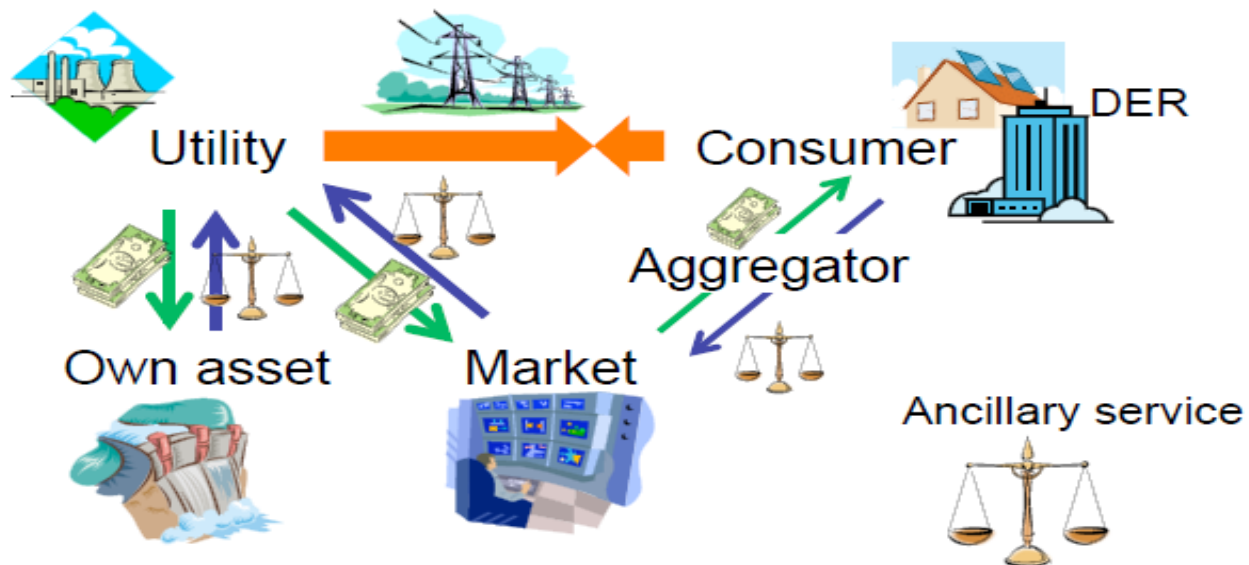 DER
Utility
Consumer
Aggregator
Own asset
Market
Ancillary service